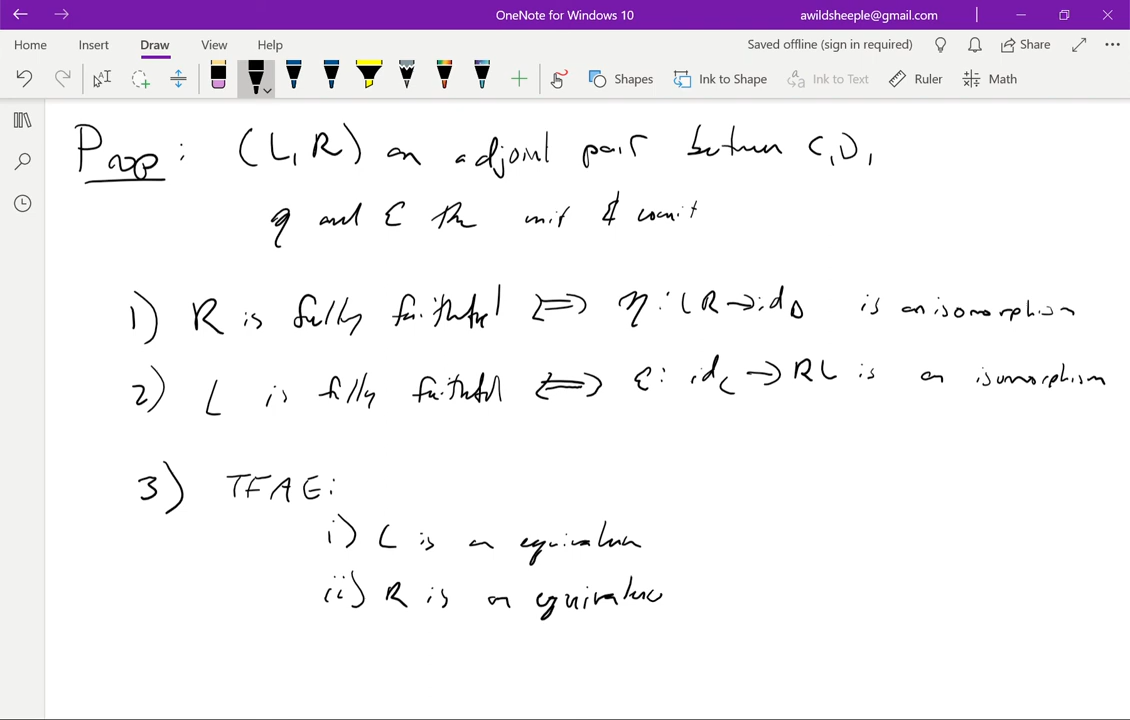 OneNote for Windows 10
awildsheeple@gmail.com
Home Insert Draw View Help
Saved offline (sign in required) Share
Shapes Ink to Shape Ink to Text Ruler Math
Prop: (L, R) an adjoint pair between C, D,
η and ε the unit & counit
1) R is fully faithful ⟺ η: LR → id_D is an isomorphism
2) L is fully faithful ⟺ ε: id_C → RL is an isomorphism
3) TFAE:
i) L is an equivalence
ii) R is an equivalence